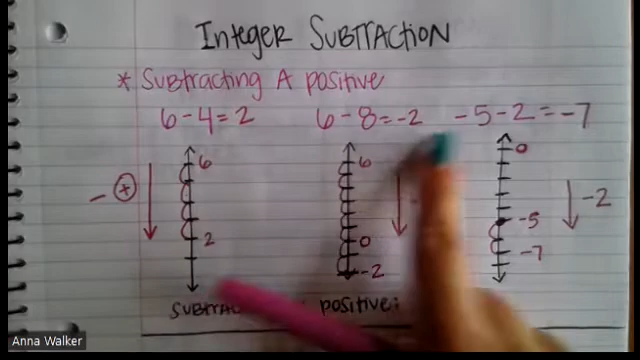 Integer Subtraction
* Subtracting A positive
6 - 4 = 2
6 - 8 = -2
-5 - 2 = -7
- +
6
2
6
0
-2
0
-5
-7
-2
positive:
Anna Walker